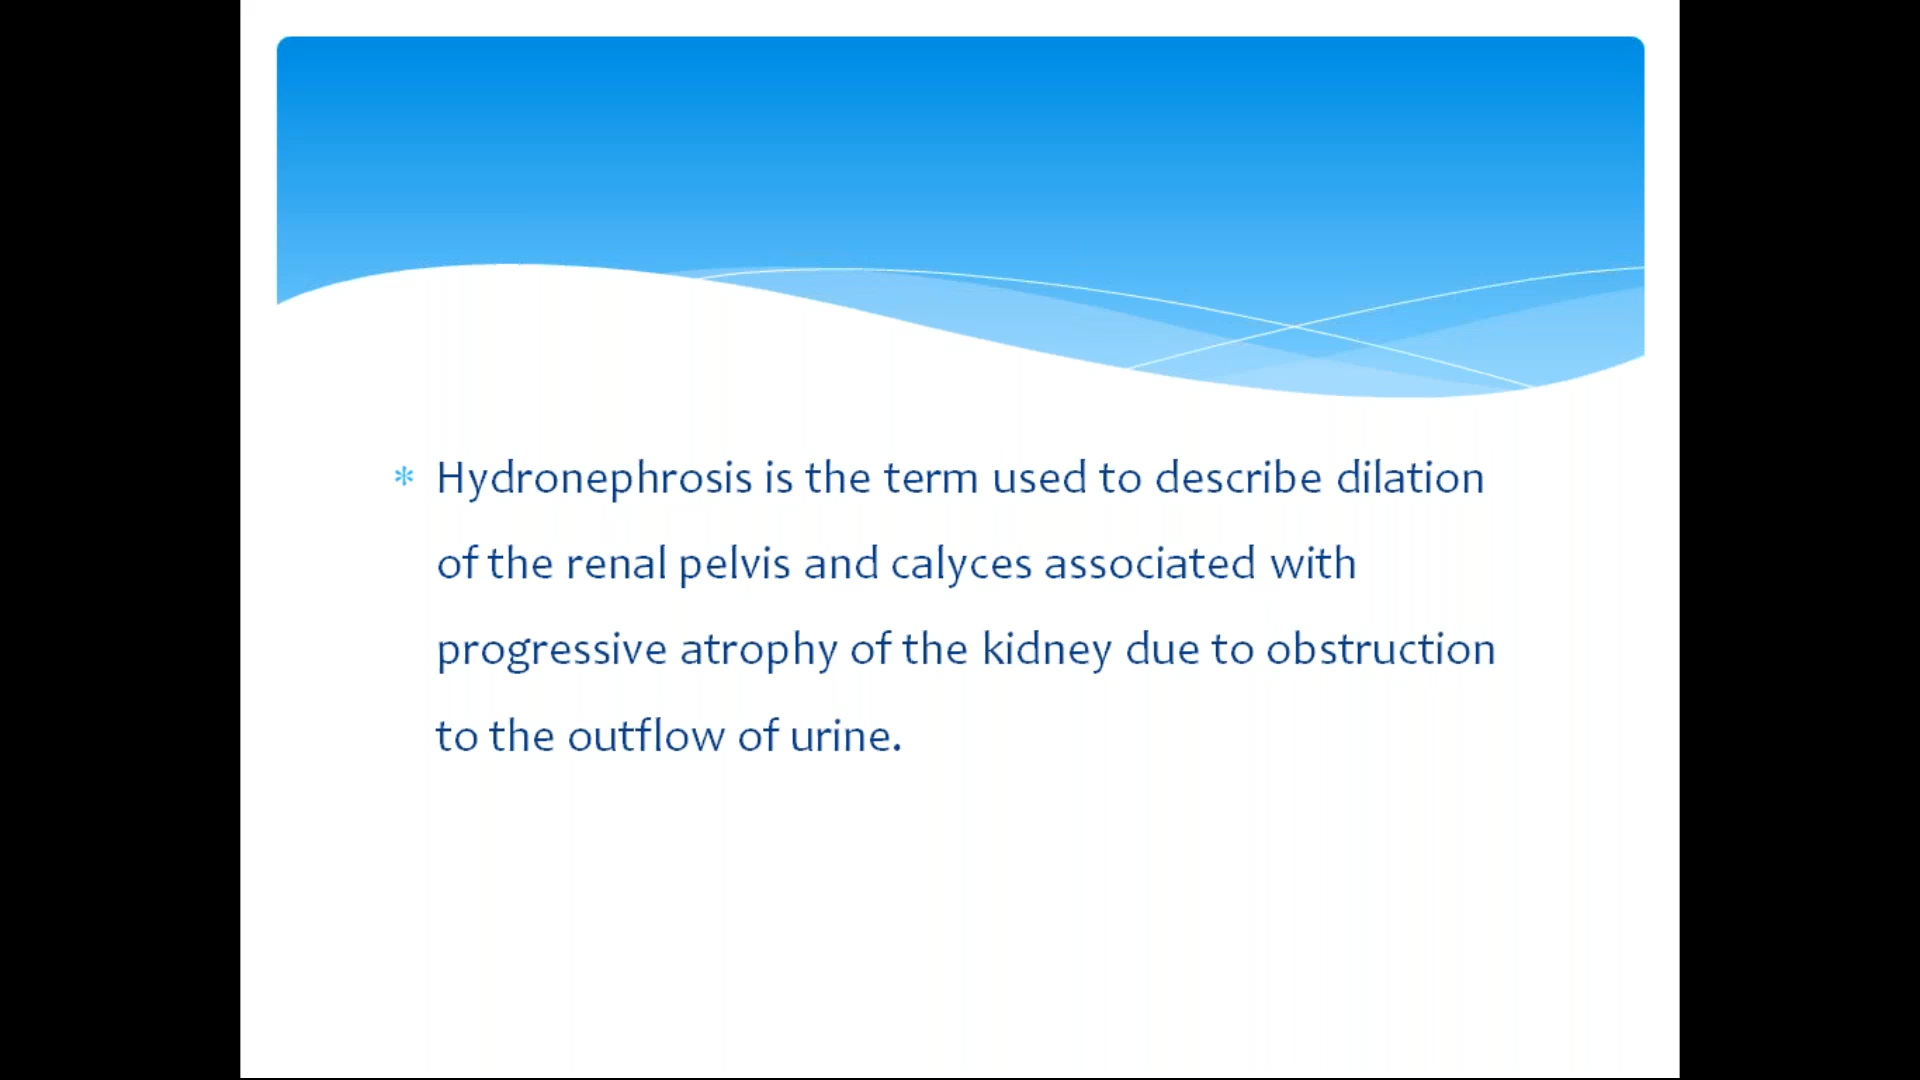 * Hydronephrosis is the term used to describe dilation
of the renal pelvis and calyces associated with
progressive atrophy of the kidney due to obstruction
to the outflow of urine.